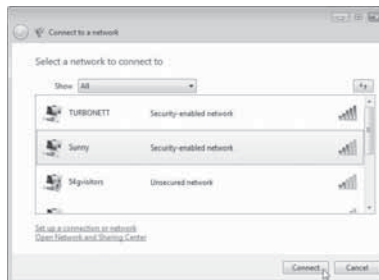 Connect to a network
Select a network to connect to
Show All
TURBONETT Security-enabled network
Sunny Security-enabled network
54gvisitors Unsecured network
Set up a connection or network
Open Network and Sharing Center
Connect Cancel